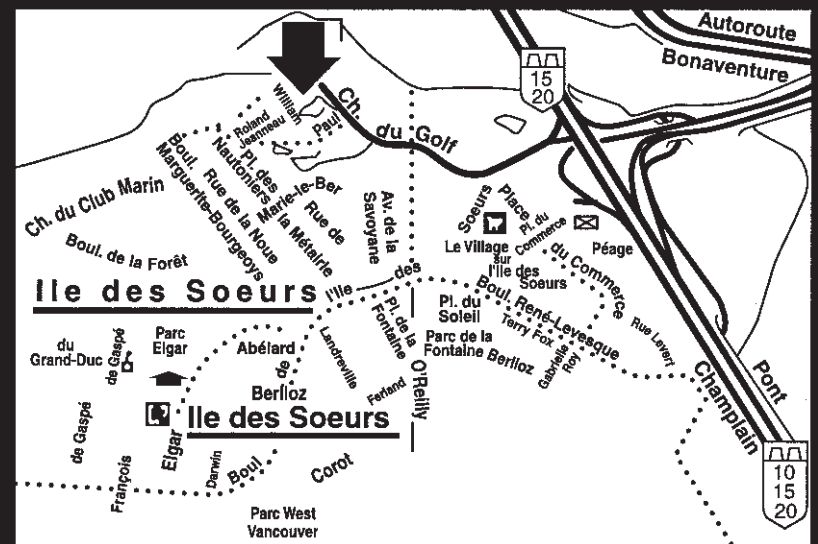 Autoroute
Bonaventure
15
20
William
Ch. du Golf
Roland
Jeanneau
Paul
Boul.
Marguerite-Bourgeoys
Rue de la Noue
Pl. des
Nautoniers
Marie-le-Ber
Rue de
la Métairie
Av. de la
Savoyane
Ch. du Club Marin
Boul. de la Forêt
Soeurs
Place
Pl. du
Commerce
Le Village
sur
l'Ile des
Soeurs
du Commerce
Péage
Ile des Soeurs
l'Ile des
Boul. René-Levesque
Pl. du
Soleil
Terry Fox
Gabrielle
Roy
Rue Levert
Parc de la
Fontaine
Berlioz
Pl. de la
Fontaine
O'Reilly
Landreville
Ferland
du
Grand-Duc
de Gaspé
Parc
Elgar
Abélard
de
Berlioz
Ile des Soeurs
de Gaspé
François
Elgar
Darwin
Boul
Corot
Parc West
Vancouver
Pont
Champlain
10
15
20